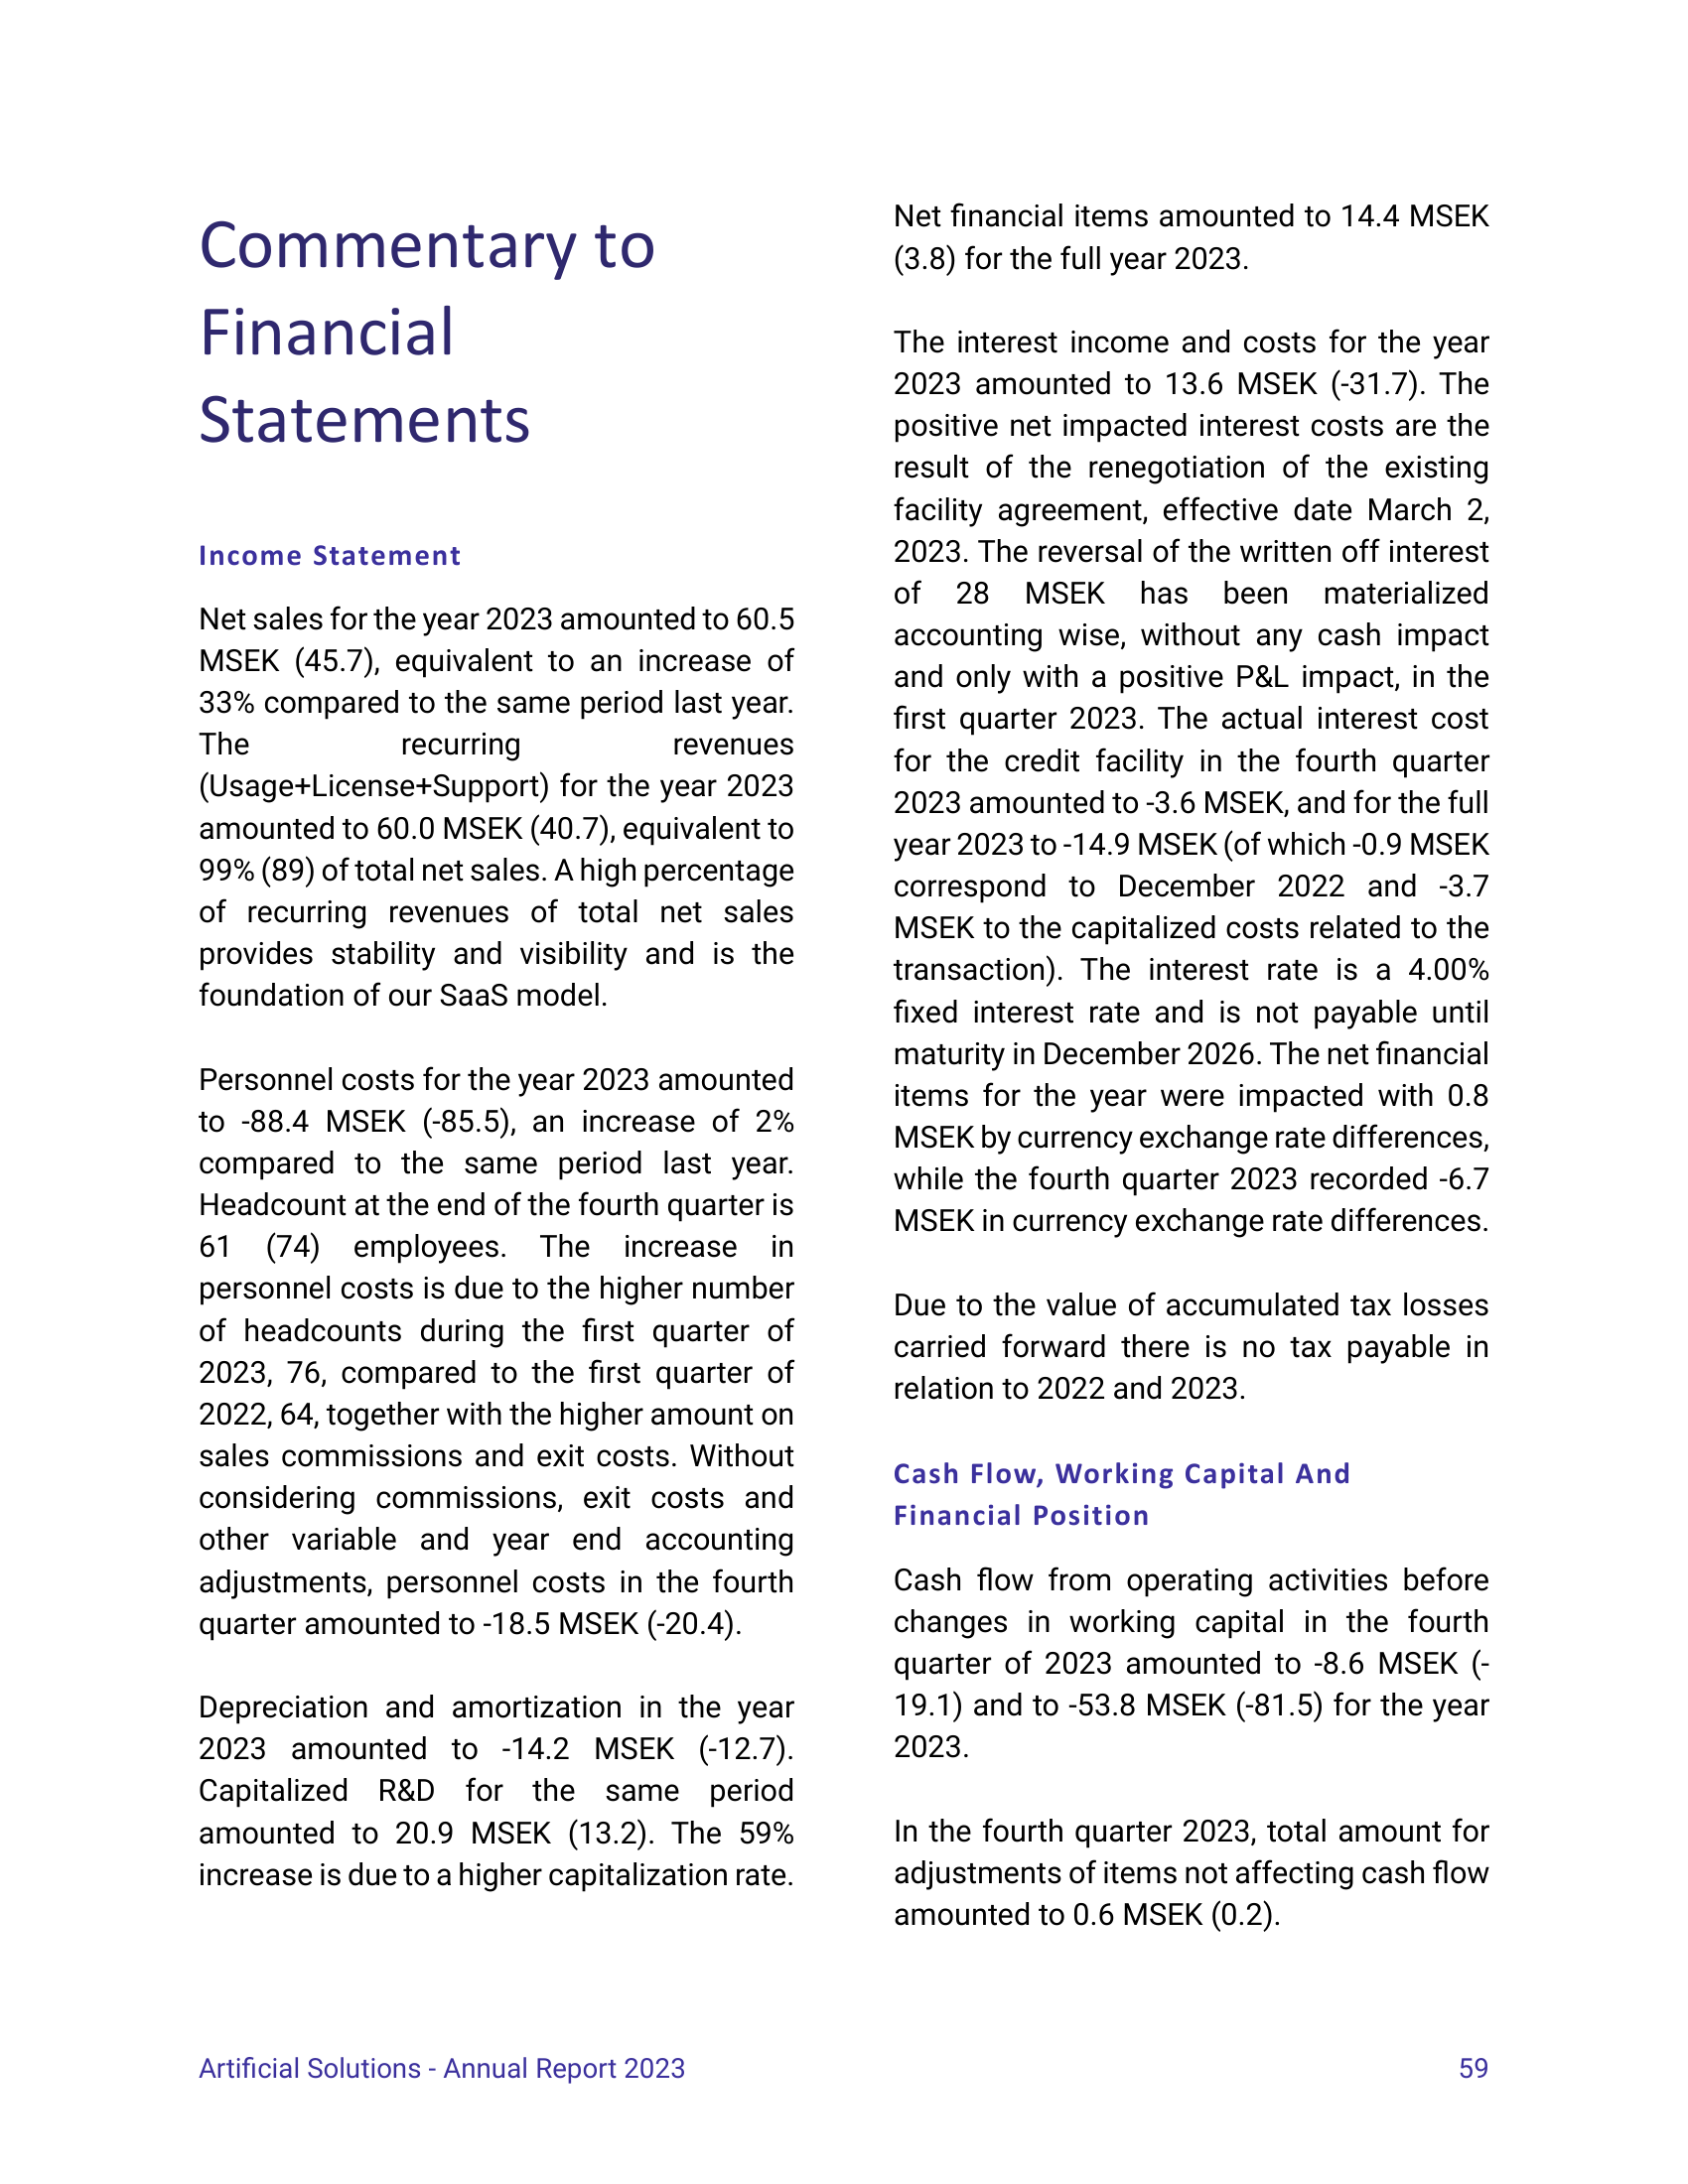 Commentary to
Financial
Statements
Income Statement
Net sales for the year 2023 amounted to 60.5
MSEK (45.7), equivalent to an increase of
33% compared to the same period last year.
The recurring revenues
(Usage+License+Support) for the year 2023
amounted to 60.0 MSEK (40.7), equivalent to
99% (89) of total net sales. A high percentage
of recurring revenues of total net sales
provides stability and visibility and is the
foundation of our SaaS model.
Personnel costs for the year 2023 amounted
to -88.4 MSEK (-85.5), an increase of 2%
compared to the same period last year.
Headcount at the end of the fourth quarter is
61 (74) employees. The increase in
personnel costs is due to the higher number
of headcounts during the first quarter of
2023, 76, compared to the first quarter of
2022, 64, together with the higher amount on
sales commissions and exit costs. Without
considering commissions, exit costs and
other variable and year end accounting
adjustments, personnel costs in the fourth
quarter amounted to -18.5 MSEK (-20.4).
Depreciation and amortization in the year
2023 amounted to -14.2 MSEK (-12.7).
Capitalized R&D for the same period
amounted to 20.9 MSEK (13.2). The 59%
increase is due to a higher capitalization rate.
Net financial items amounted to 14.4 MSEK
(3.8) for the full year 2023.
The interest income and costs for the year
2023 amounted to 13.6 MSEK (-31.7). The
positive net impacted interest costs are the
result of the renegotiation of the existing
facility agreement, effective date March 2,
2023. The reversal of the written off interest
of 28 MSEK has been materialized
accounting wise, without any cash impact
and only with a positive P&L impact, in the
first quarter 2023. The actual interest cost
for the credit facility in the fourth quarter
2023 amounted to -3.6 MSEK, and for the full
year 2023 to -14.9 MSEK (of which -0.9 MSEK
correspond to December 2022 and -3.7
MSEK to the capitalized costs related to the
transaction). The interest rate is a 4.00%
fixed interest rate and is not payable until
maturity in December 2026. The net financial
items for the year were impacted with 0.8
MSEK by currency exchange rate differences,
while the fourth quarter 2023 recorded -6.7
MSEK in currency exchange rate differences.
Due to the value of accumulated tax losses
carried forward there is no tax payable in
relation to 2022 and 2023.
Cash Flow, Working Capital And
Financial Position
Cash flow from operating activities before
changes in working capital in the fourth
quarter of 2023 amounted to -8.6 MSEK (-
19.1) and to -53.8 MSEK (-81.5) for the year
2023.
In the fourth quarter 2023, total amount for
adjustments of items not affecting cash flow
amounted to 0.6 MSEK (0.2).
Artificial Solutions - Annual Report 2023
59